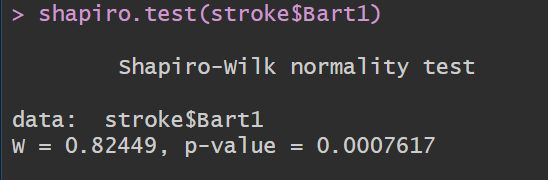 > shapiro.test(stroke$Bart1)
Shapiro-Wilk normality test
data:  stroke$Bart1
W = 0.82449, p-value = 0.0007617